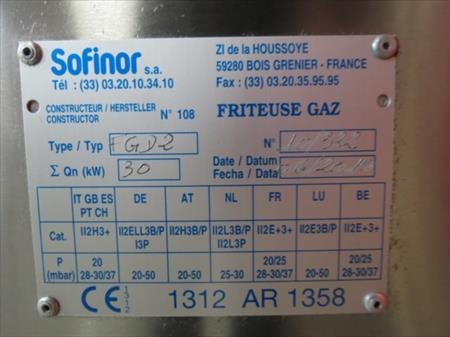 Sofinor s.a.
Tél : (33) 03.20.10.34.10
ZI de la HOUSSOYE
59280 BOIS GRENIER - FRANCE
Fax : (33) 03.20.35.95.95
CONSTRUCTEUR / HERSTELLER
CONSTRUCTOR N° 108 FRITEUSE GAZ
Type / Typ FGD2 N°
Σ Qn (kW) 30 Date / Datum
Fecha / Data
IT GB ES PT CH DE AT NL FR LU BE
Cat. II2H3+ II2ELL3B/P I3P II2H3B/P II2L3B/P II2L3P II2E+3+ II2E3B/P II2E+3+
P (mbar) 20 28-30/37 20-50 20-50 25-30 20/25 28-30/37 20-50 20/25 28-30/37
CE 1312 1312 AR 1358